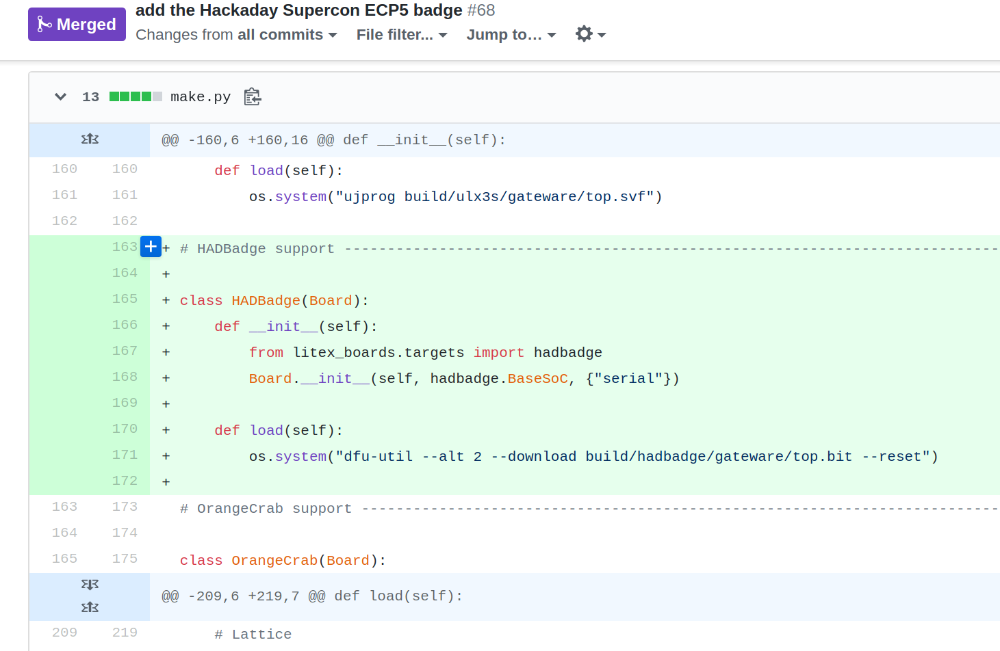 Merged
add the Hackaday Supercon ECP5 badge #68
Changes from all commits File filter... Jump to…
13 make.py
@@ -160,6 +160,16 @@ def __init__(self):
160 160 def load(self):
161 161 os.system("ujprog build/ulx3s/gateware/top.svf")
162 162
163 + # HADBadge support ----------------------------------------------------------------------------
164 +
165 + class HADBadge(Board):
166 + def __init__(self):
167 + from litex_boards.targets import hadbadge
168 + Board.__init__(self, hadbadge.BaseSoC, {"serial"})
169 +
170 + def load(self):
171 + os.system("dfu-util --alt 2 --download build/hadbadge/gateware/top.bit --reset")
172 +
163 173 # OrangeCrab support --------------------------------------------------------------------------
164 174
165 175 class OrangeCrab(Board):
@@ -209,6 +219,7 @@ def load(self):
209 219 # Lattice